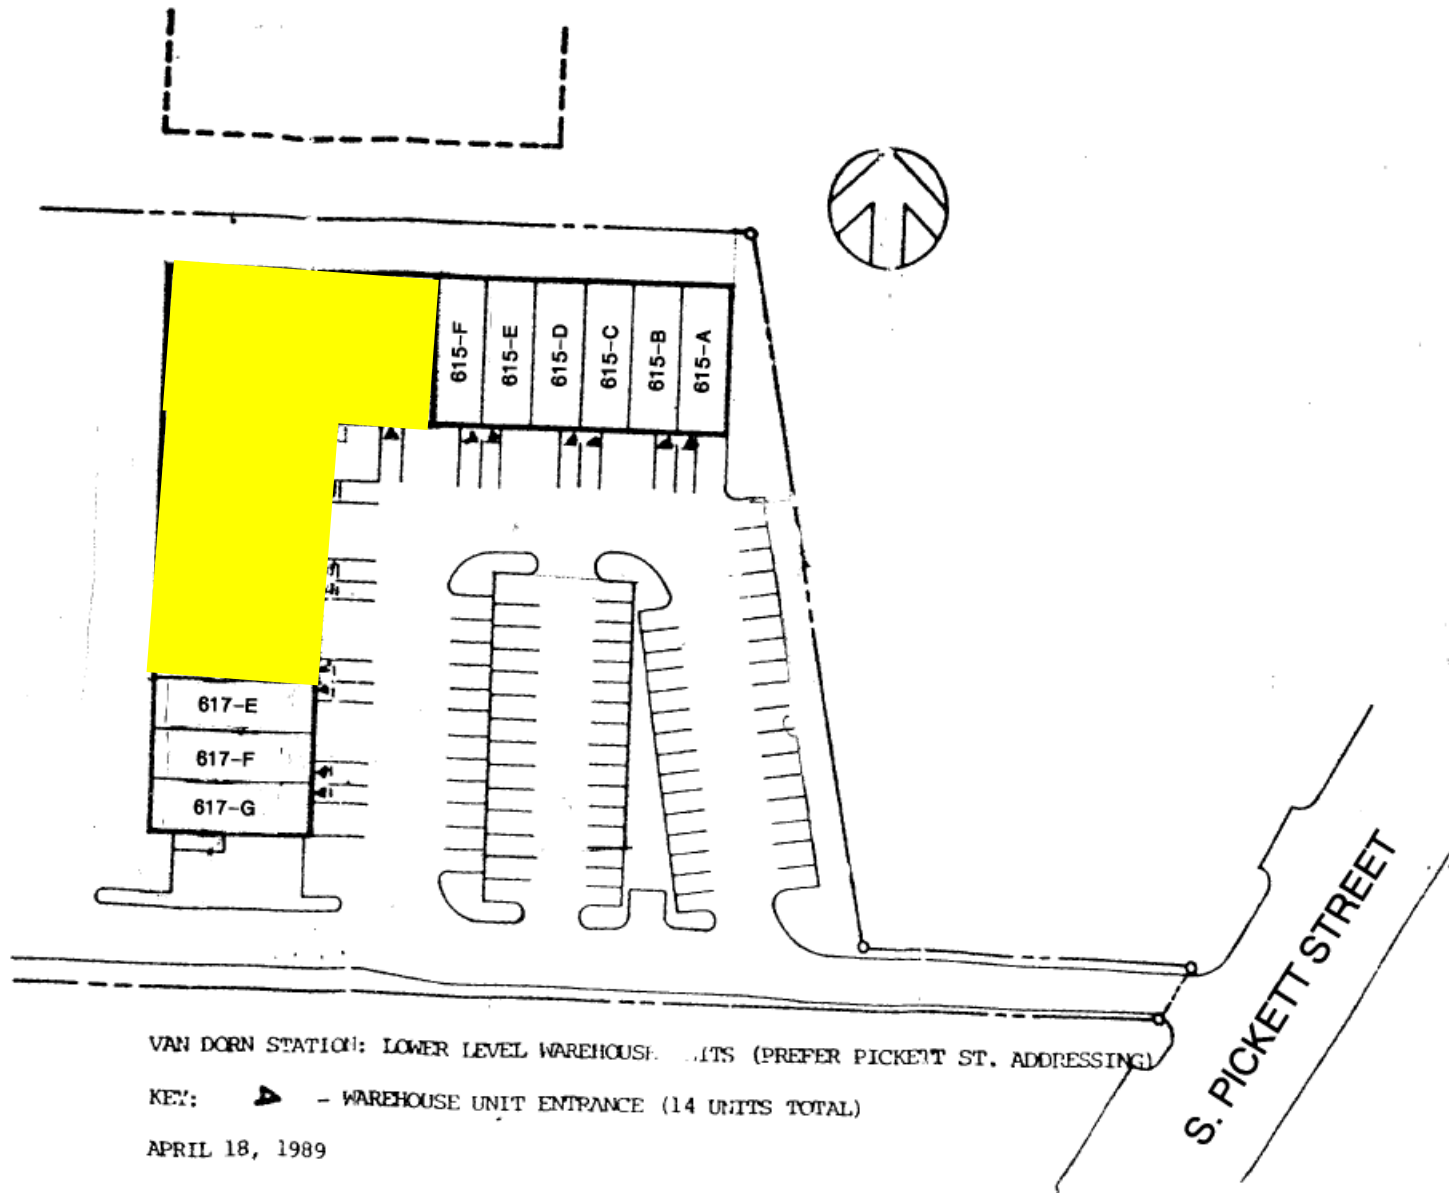 615-F
615-E
615-D
615-C
615-B
615-A
617-E
617-F
617-G
S. PICKETT STREET
VAN DORN STATION: LOWER LEVEL WAREHOUSE (PREFER PICKETT ST. ADDRESSING)
KEY: - WAREHOUSE UNIT ENTRANCE (14 UNITS TOTAL)
APRIL 18, 1989